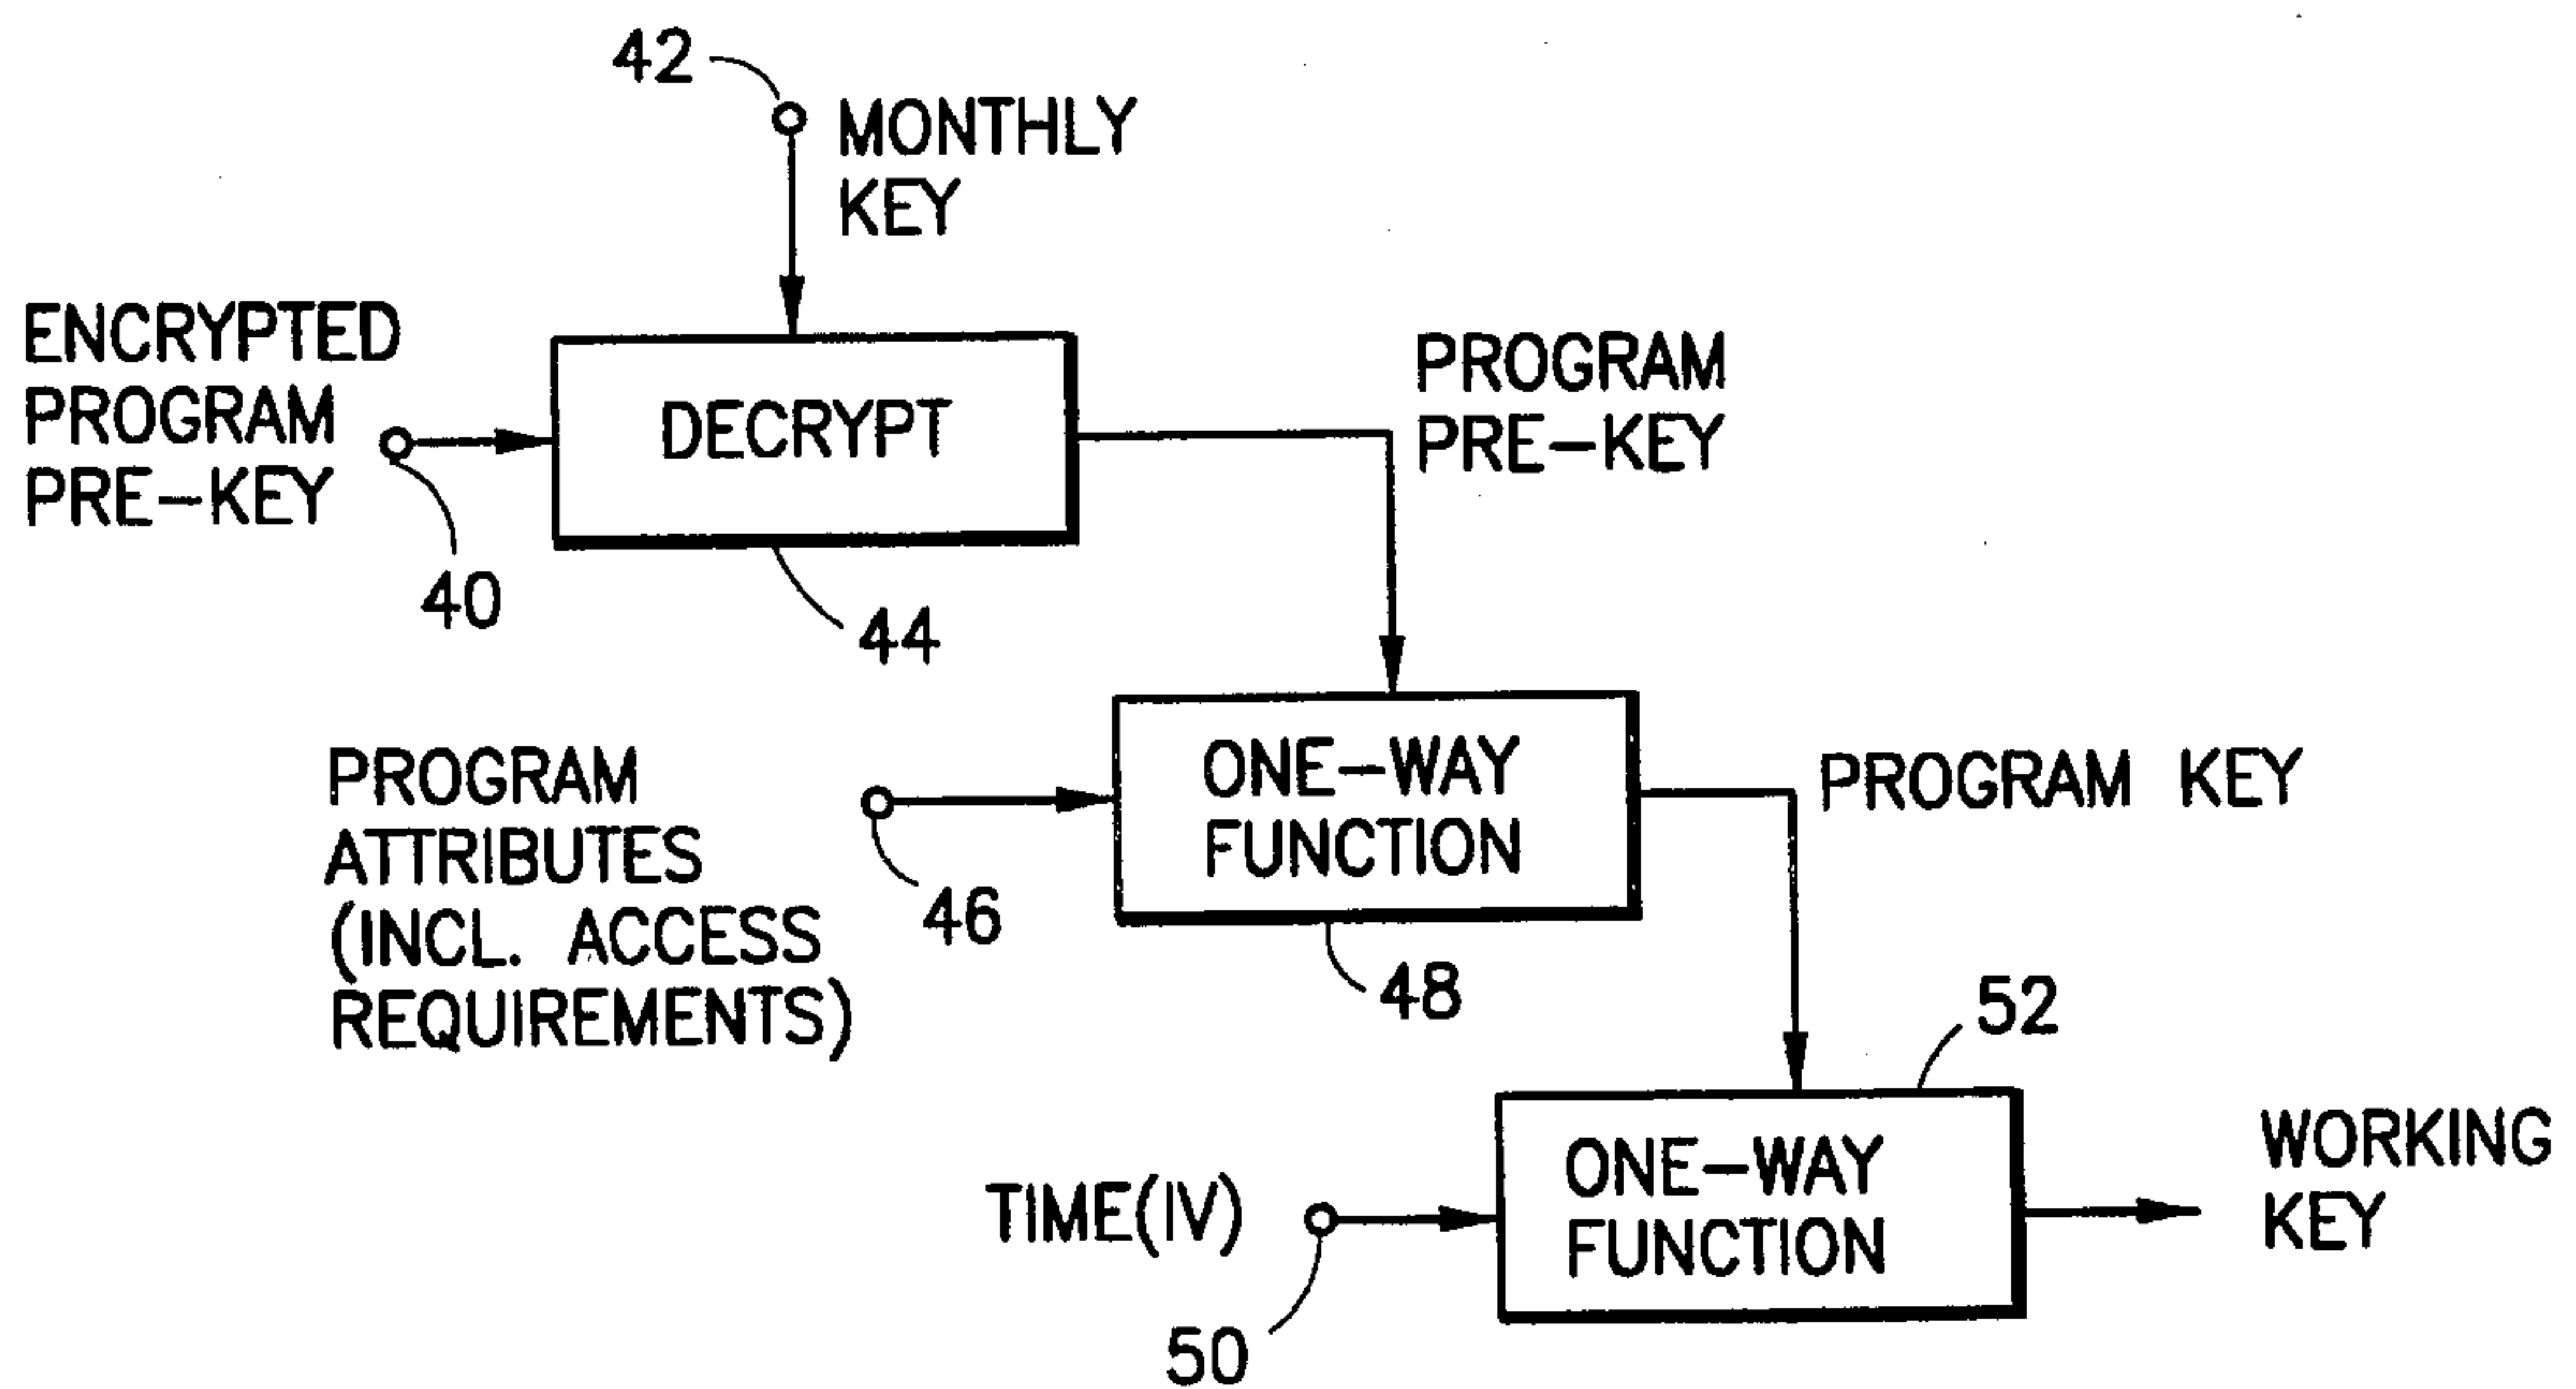 42
MONTHLY
KEY
ENCRYPTED
PROGRAM
PRE-KEY
40
DECRYPT
44
PROGRAM
PRE-KEY
PROGRAM
ATTRIBUTES
(INCL. ACCESS
REQUIREMENTS)
46
ONE-WAY
FUNCTION
48
PROGRAM KEY
52
TIME(IV)
50
ONE-WAY
FUNCTION
WORKING
KEY